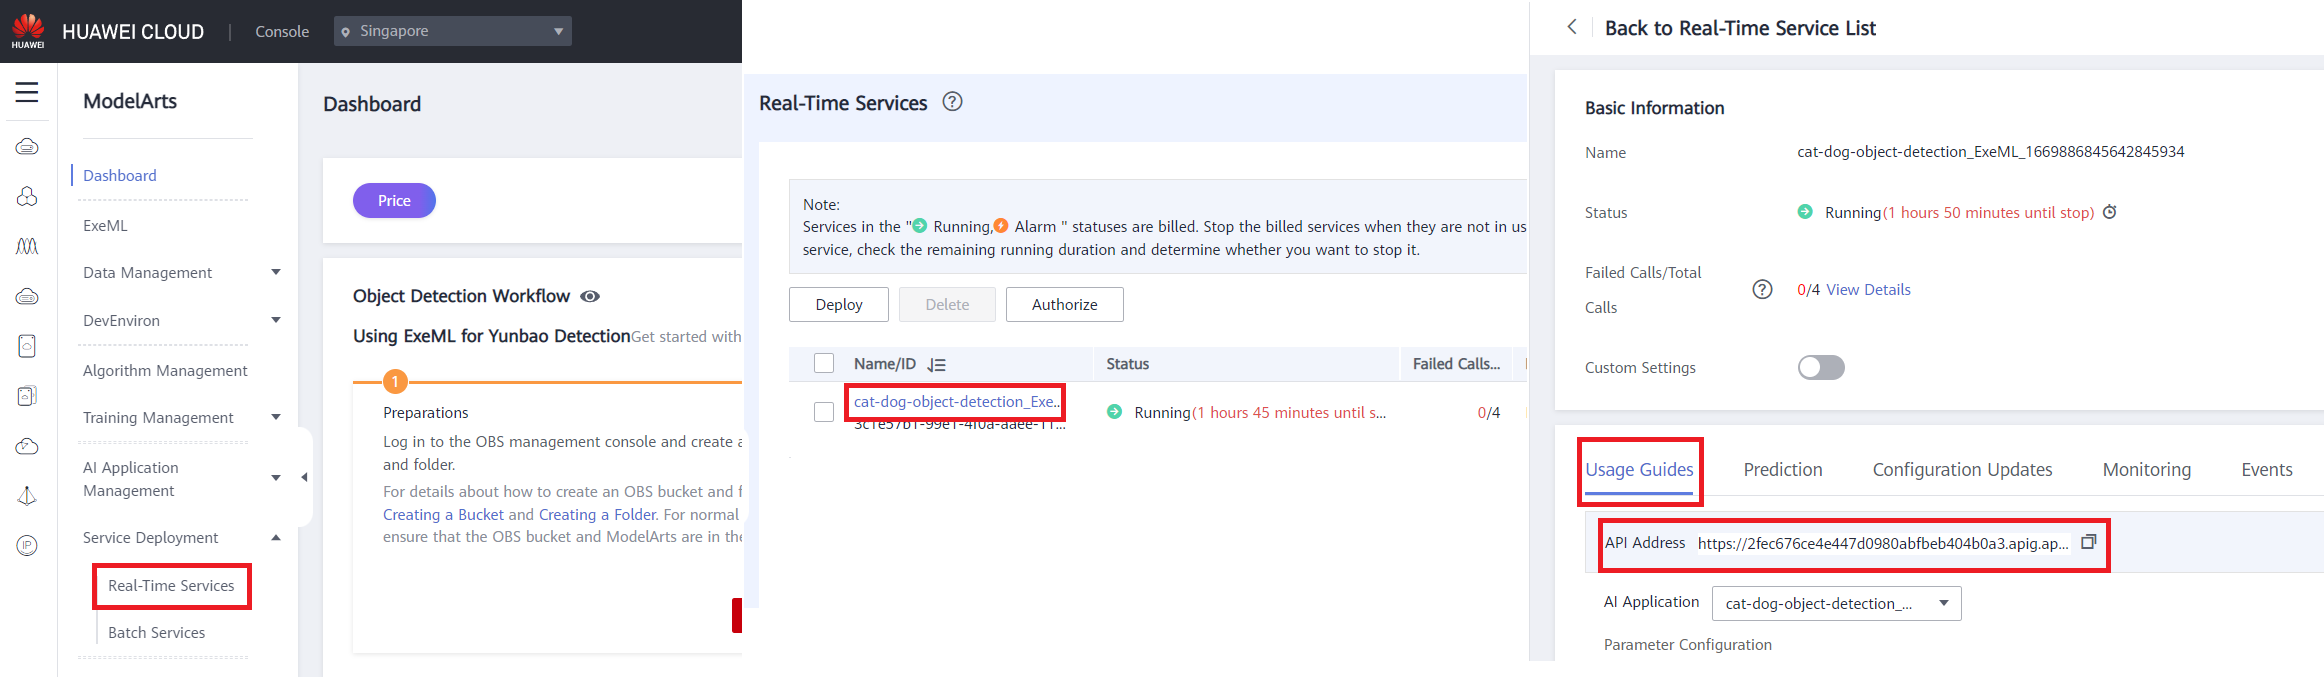 HUAWEI
HUAWEI CLOUD
Console
Singapore
ModelArts
Dashboard
ExeML
Data Management
DevEnviron
Algorithm Management
Training Management
AI Application
Management
Service Deployment
Real-Time Services
Batch Services
IP
Dashboard
Price
Object Detection Workflow
Using ExeML for Yunbao Detection Get started with
1
Preparations
Log in to the OBS management console and create a
and folder.
For details about how to create an OBS bucket and f
Creating a Bucket and Creating a Folder. For normal
ensure that the OBS bucket and ModelArts are in the
Real-Time Services ?
Note:
Services in the " Running, Alarm " statuses are billed. Stop the billed services when they are not in us
service, check the remaining running duration and determine whether you want to stop it.
Deploy Delete Authorize
Name/ID Status Failed Calls...
cat-dog-object-detection_Exe...
Running(1 hours 45 minutes until s... 0/4
Back to Real-Time Service List
Basic Information
Name cat-dog-object-detection_ExeML_1669886845642845934
Status Running(1 hours 50 minutes until stop)
Failed Calls/Total
Calls ? 0/4 View Details
Custom Settings
Usage Guides Prediction Configuration Updates Monitoring Events
API Address https://2fec676ce4e447d0980abfbeb404b0a3.apig.ap...
AI Application cat-dog-object-detection_...
Parameter Configuration